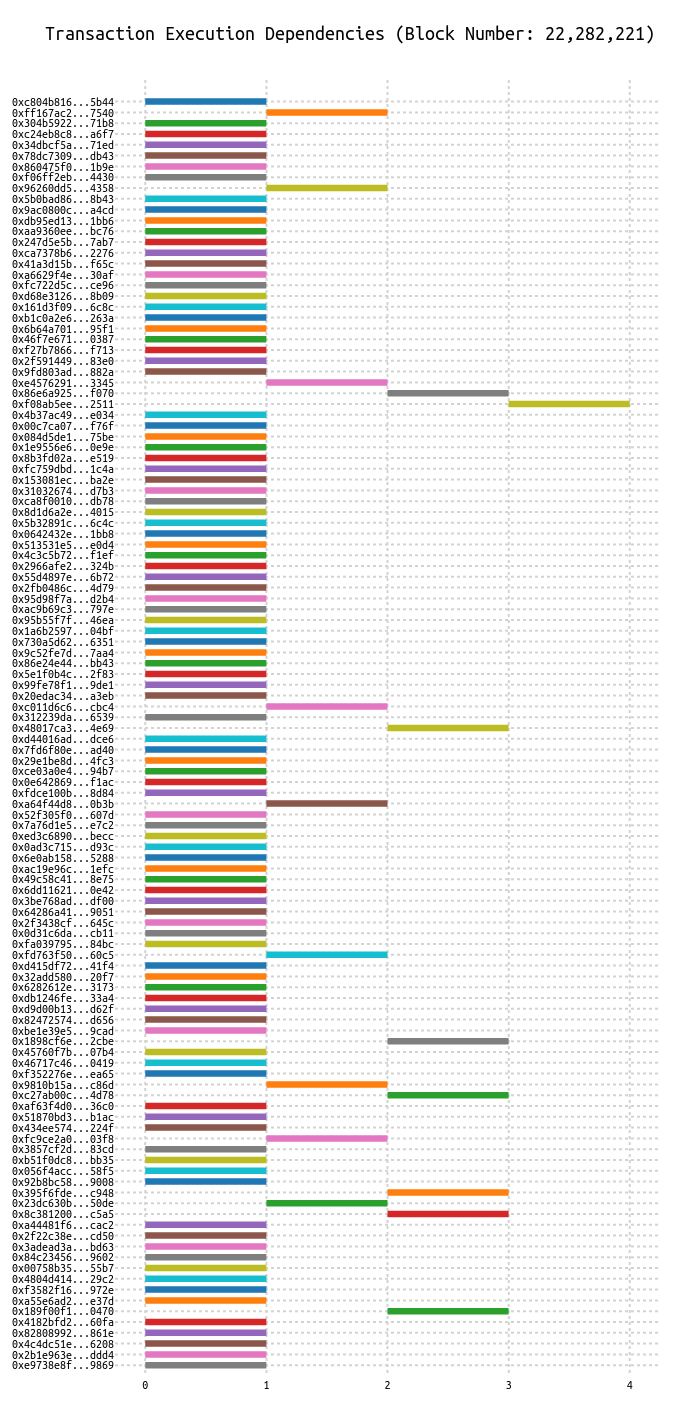 Transaction Execution Dependencies (Block Number: 22,282,221)
0xc804b816...5b44
0xff167ac2...7540
0x304b5922...71b8
0xc24eb8c8...a6f7
0x34dbcf5a...71ed
0x78dc7309...db43
0x860475f0...1b9e
0xf06ff2eb...4430
0x96260dd5...4358
0x5b0bad86...8b43
0x9ac0800c...a4cd
0xdb95ed13...1bb6
0xaa9360ee...bc76
0x247d5e5b...7ab7
0xca7378b6...2276
0x41a3d15b...f65c
0xa6629f4e...30af
0xfc722d5c...ce96
0xd68e3126...8b09
0x161d3f09...6c8c
0xb1c0a2e6...263a
0x6b64a701...95f1
0x46f7e671...0387
0xf27b7866...f713
0x2f591449...83e0
0x9fd803ad...882a
0xe4576291...3345
0x86e6a925...f070
0xf08ab5ee...2511
0x4b37ac49...e034
0x00c7ca07...f76f
0x084d5de1...75be
0x1e9556e6...0e9e
0x8b3fd02a...e519
0xfc759dbd...1c4a
0x153081ec...ba2e
0x31032674...d7b3
0xca8f0010...db78
0x8d1d6a2e...4015
0x5b32891c...6c4c
0x0642432e...1bb8
0x513531e5...e0d4
0x4c3c5b72...f1ef
0x2966afe2...324b
0x55d4897e...6b72
0x2fb0486c...4d79
0x95d98f7a...d2b4
0xac9b69c3...797e
0x95b55f7f...46ea
0x1a6b2597...04bf
0x730a5d62...6351
0x9c52fe7d...7aa4
0x86e24e44...bb43
0x5e1f0b4c...2f83
0x99fe78f1...9de1
0x20edac34...a3eb
0xc011d6c6...cbc4
0x312239da...6539
0x48017ca3...4e69
0xd44016ad...dce6
0x7fd6f80e...ad40
0x29e1be8d...4fc3
0xce03a0e4...94b7
0x0e642869...f1ac
0xfdce100b...8d84
0xa64f44d8...0b3b
0x52f305f0...607d
0x7a76d1e5...e7c2
0xed3c6890...becc
0x0ad3c715...d93c
0x6e0ab158...5288
0xac19e96c...1efc
0x49c58c41...8e75
0x6dd11621...0e42
0x3be768ad...df00
0x64286a41...9051
0x2f3438cf...645c
0x0d31c6da...cb11
0xfa039795...84bc
0xfd763f50...60c5
0xd415df72...41f4
0x32add580...20f7
0x6282612e...3173
0xdb1246fe...33a4
0xd9d00b13...d62f
0x82472574...d656
0xbe1e39e5...9cad
0x1898cf6e...2cbe
0x45760f7b...07b4
0x46717c46...0419
0xf352276e...ea65
0x9810b15a...c86d
0xc27ab00c...4d78
0xaf63f4d0...36c0
0x51870bd3...b1ac
0x434ee574...224f
0xfc9ce2a0...03f8
0x3857cf2d...83cd
0xb51f0dc8...bb35
0x056f4acc...58f5
0x92b8bc58...9008
0x395f6fde...c948
0x23dc630b...50de
0x8c381200...c5a5
0xa44481f6...cac2
0x2f22c38e...cd50
0x3adead3a...bd63
0x84c23456...9602
0x00758b35...55b7
0x4804d414...29c2
0xf3582f16...972e
0xa55e6ad2...e37d
0x189f00f1...0470
0x4182bfd2...60fa
0x82808992...861e
0x4c4dc51e...6208
0x2b1e963e...ddd4
0xe9738e8f...9869
0 1 2 3 4